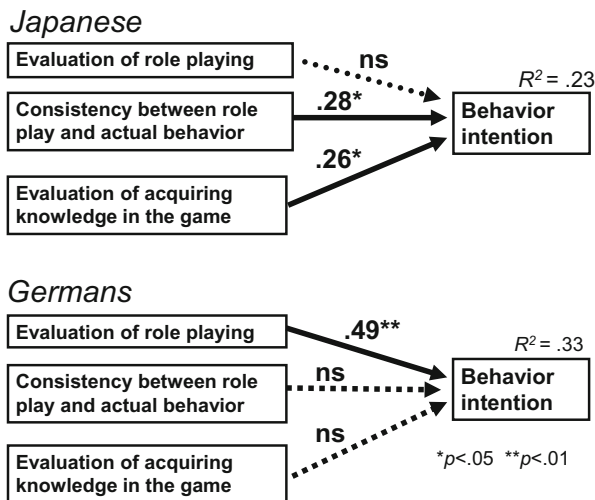 Japanese
Evaluation of role playing
ns
R² = .23
Consistency between role
play and actual behavior
.28*
Behavior
intention
.26*
Evaluation of acquiring
knowledge in the game
Germans
Evaluation of role playing
.49**
R² = .33
Consistency between role
play and actual behavior
ns
Behavior
intention
ns
Evaluation of acquiring
knowledge in the game
*p<.05 **p<.01